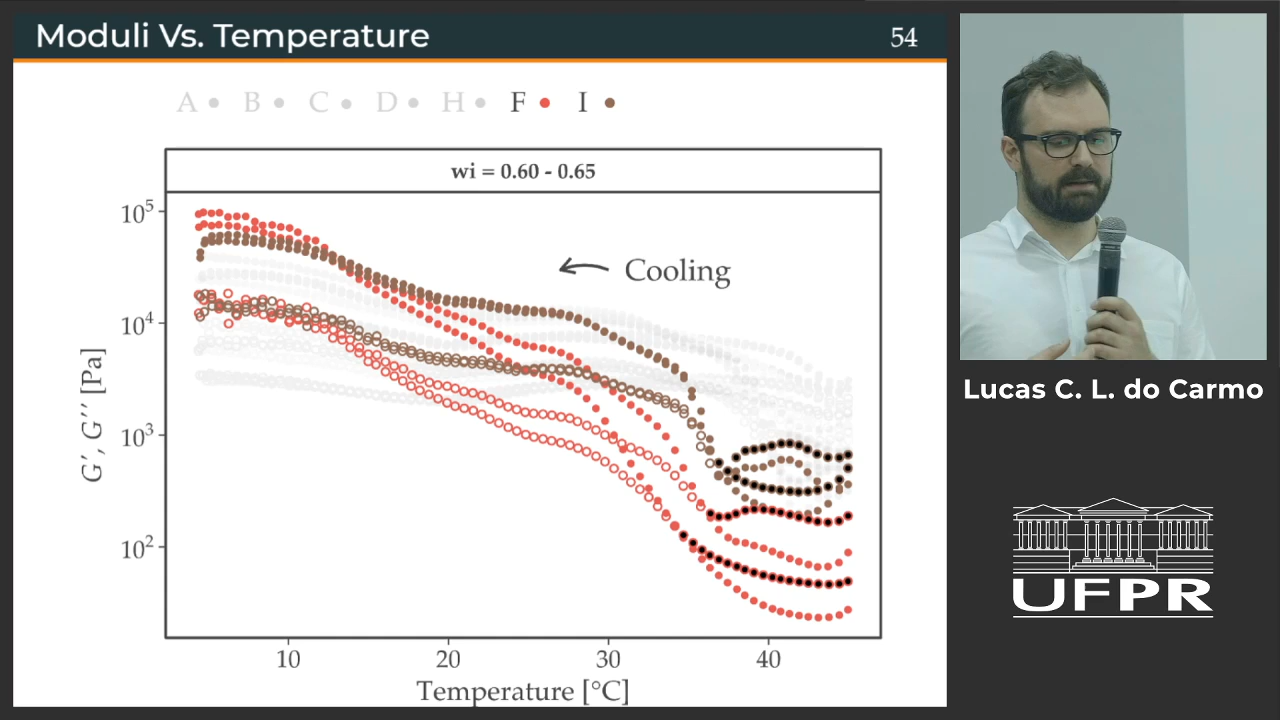 Moduli Vs. Temperature 54
A B C D H F I
wi = 0.60 - 0.65
Cooling
10⁵
10⁴
10³
10²
G′, G′′ [Pa]
10 20 30 40
Temperature [°C]
Lucas C. L. do Carmo
UFPR